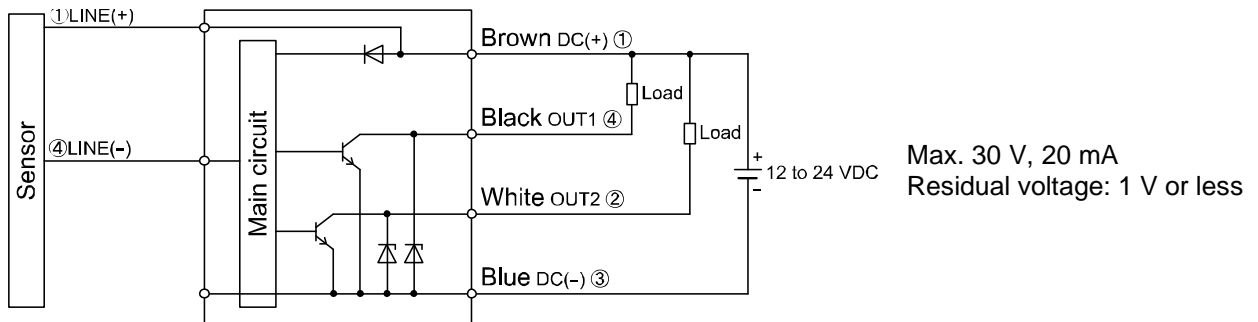 ①LINE(+)
Brown DC(+) ①
Load
Black OUT1 ④
Load
Sensor
④LINE(-)
Main circuit
+
12 to 24 VDC
-
Max. 30 V, 20 mA
Residual voltage: 1 V or less
White OUT2 ②
Blue DC(-) ③